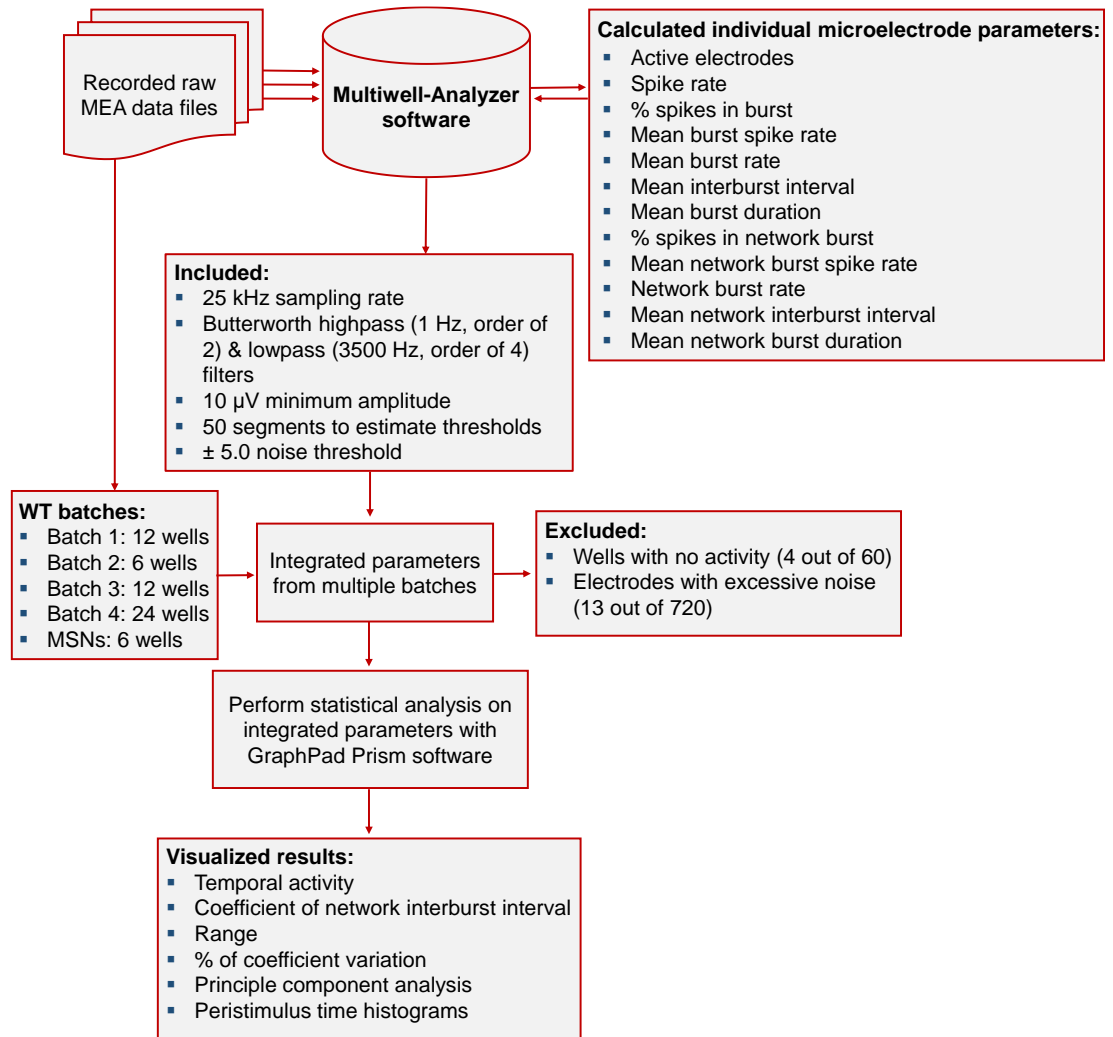 Recorded raw
MEA data files
Multiwell-Analyzer
software
Calculated individual microelectrode parameters:
▪ Active electrodes
▪ Spike rate
▪ % spikes in burst
▪ Mean burst spike rate
▪ Mean burst rate
▪ Mean interburst interval
▪ Mean burst duration
▪ % spikes in network burst
▪ Mean network burst spike rate
▪ Network burst rate
▪ Mean network interburst interval
▪ Mean network burst duration
Included:
▪ 25 kHz sampling rate
▪ Butterworth highpass (1 Hz, order of
2) & lowpass (3500 Hz, order of 4)
filters
▪ 10 µV minimum amplitude
▪ 50 segments to estimate thresholds
▪ ± 5.0 noise threshold
WT batches:
▪ Batch 1: 12 wells
▪ Batch 2: 6 wells
▪ Batch 3: 12 wells
▪ Batch 4: 24 wells
▪ MSNs: 6 wells
Integrated parameters
from multiple batches
Excluded:
▪ Wells with no activity (4 out of 60)
▪ Electrodes with excessive noise
(13 out of 720)
Perform statistical analysis on
integrated parameters with
GraphPad Prism software
Visualized results:
▪ Temporal activity
▪ Coefficient of network interburst interval
▪ Range
▪ % of coefficient variation
▪ Principle component analysis
▪ Peristimulus time histograms